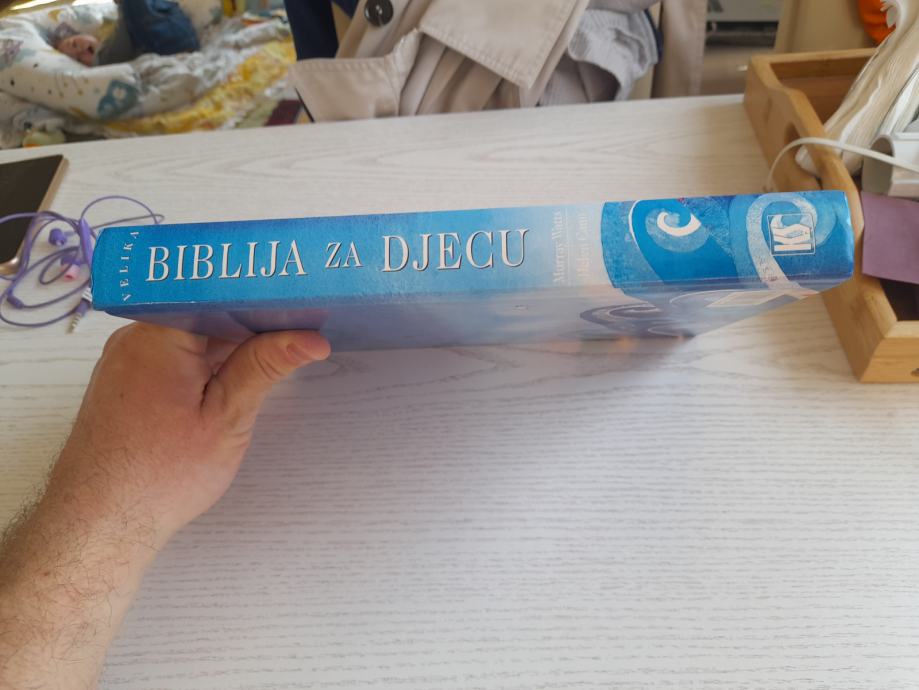 VELIKA
BIBLIJA ZA DJECU
Murray Watts
Helen Cann
KS